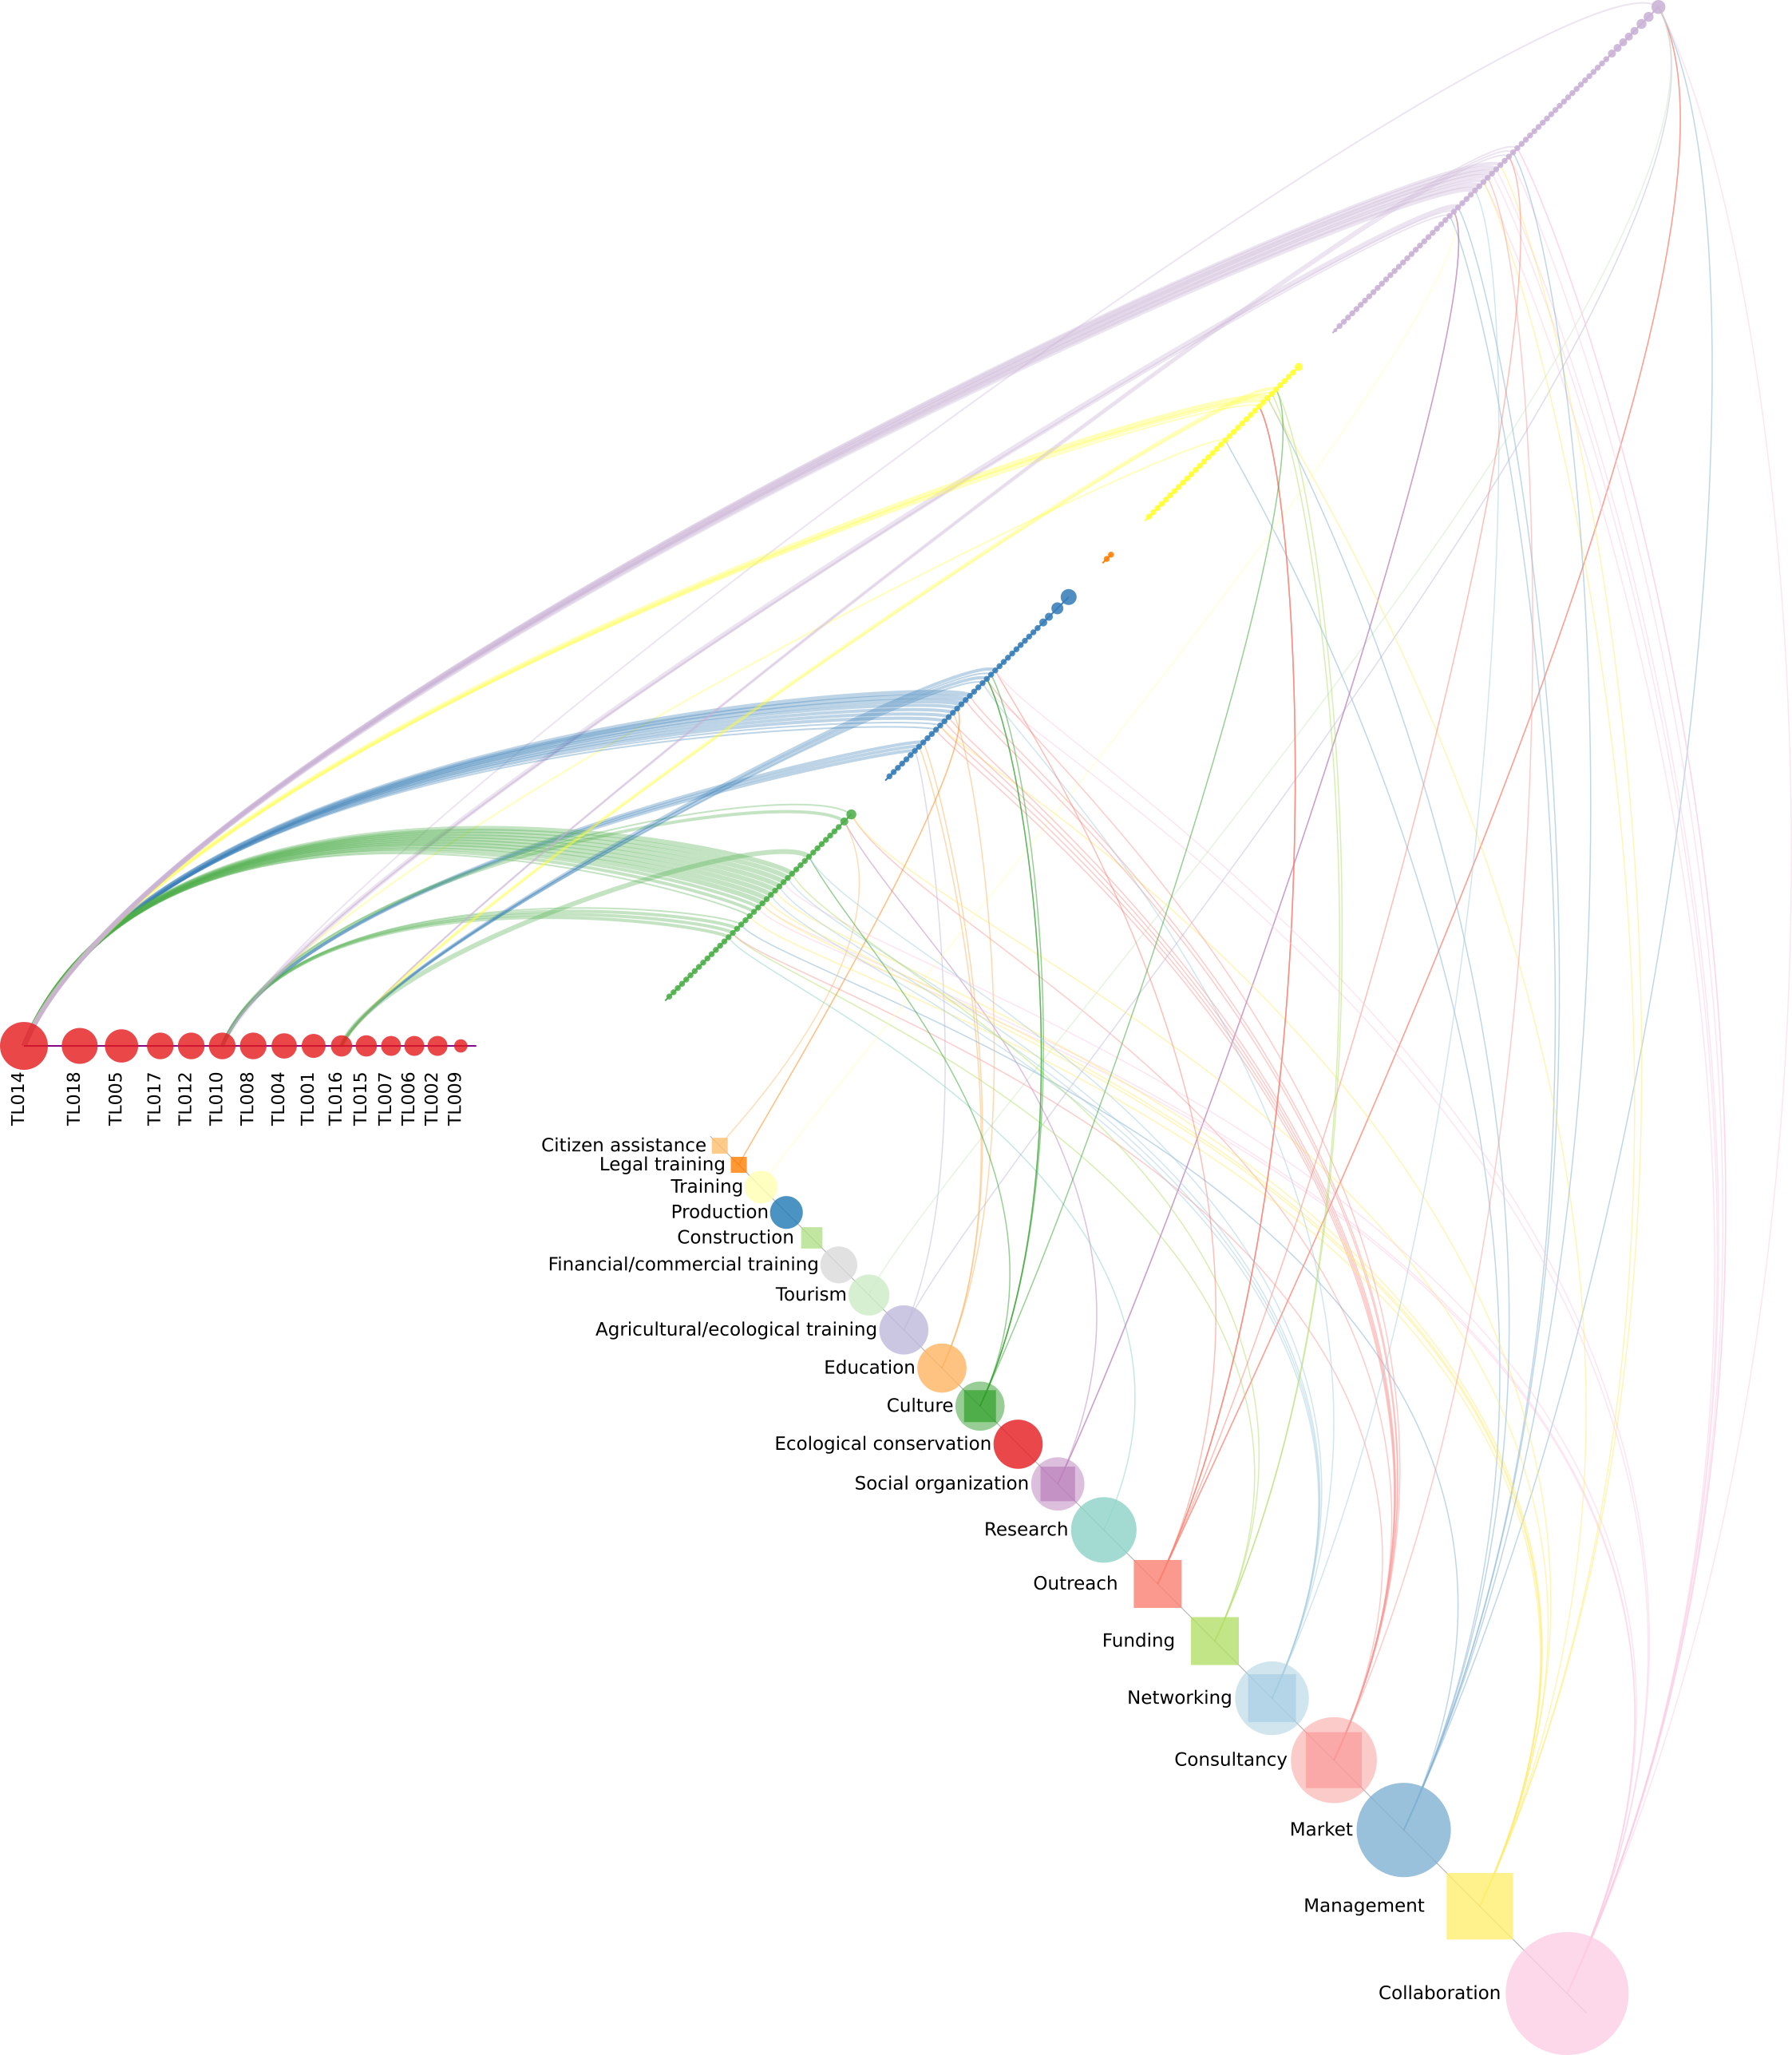 TL014
TL018
TL005
TL017
TL012
TL010
TL008
TL004
TL001
TL016
TL015
TL007
TL006
TL002
TL009
Citizen assistance
Legal training
Training
Production
Construction
Financial/commercial training
Tourism
Agricultural/ecological training
Education
Culture
Ecological conservation
Social organization
Research
Outreach
Funding
Networking
Consultancy
Market
Management
Collaboration